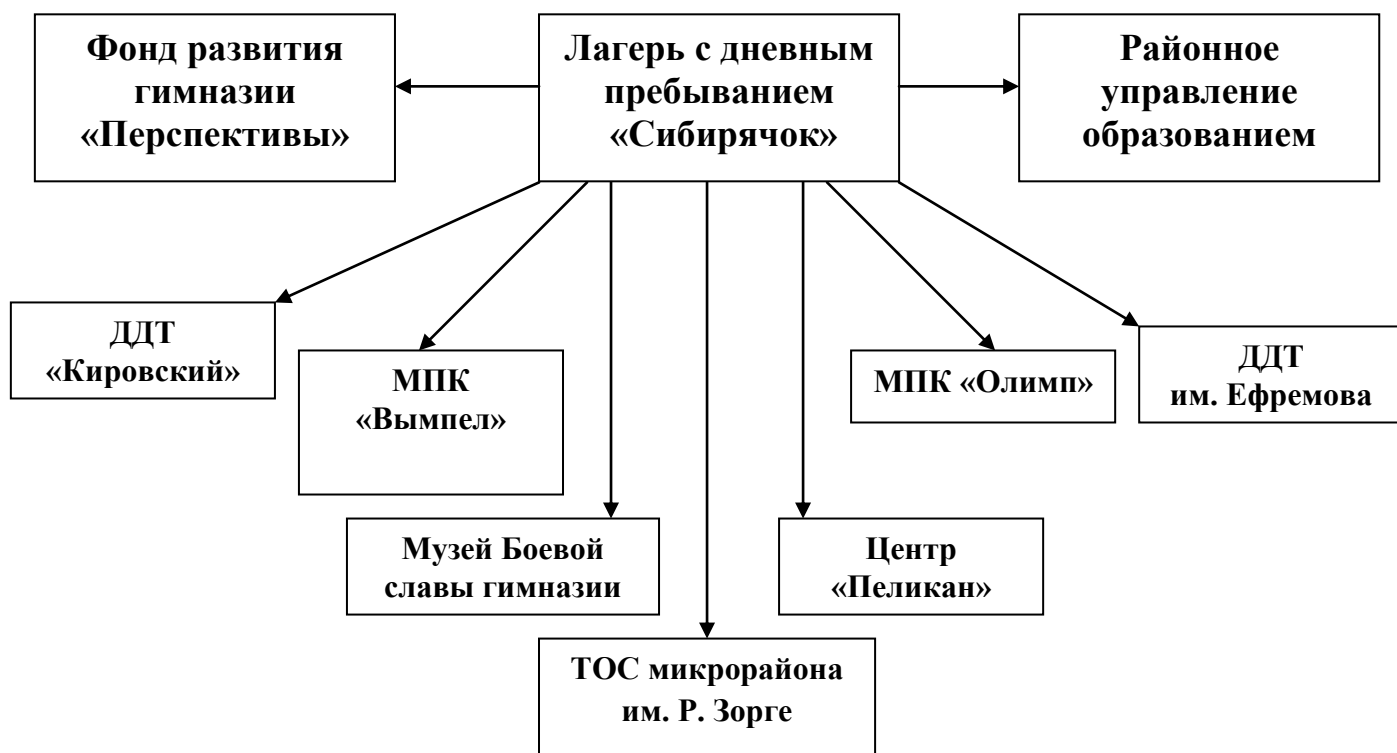 Фонд развития
гимназии
«Перспективы»
Лагерь с дневным
пребыванием
«Сибирячок»
Районное
управление
образованием
ДДТ
«Кировский»
МПК
«Вымпел»
МПК «Олимп»
ДДТ
им. Ефремова
Музей Боевой
славы гимназии
Центр
«Пеликан»
ТОС микрорайона
им. Р. Зорге